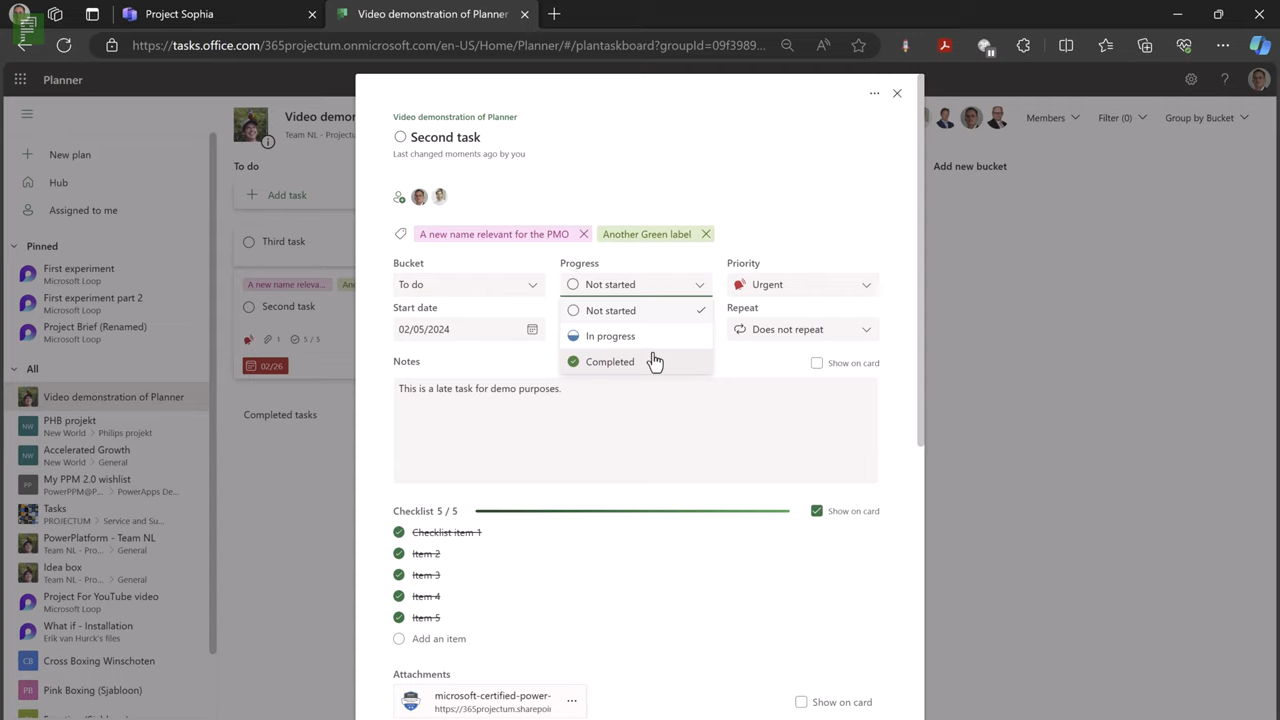 Project Sophia
Video demonstration of Planner
https://tasks.office.com/365projectum.onmicrosoft.com/en-US/Home/Planner/#/plantaskboard?groupId=09f3989...
Planner
New plan
Hub
Assigned to me
Pinned
First experiment
Microsoft Loop
First experiment part 2
Microsoft Loop
Project Brief (Renamed)
Microsoft Loop
All
Video demonstration of Planner
NW
PHB projekt
New World > Philips projekt
NW
Accelerated Growth
New World > General
PP
My PPM 2.0 wishlist
PowerPPM@P... > PowerApps De...
Tasks
PROJECTUM > Service and Su...
PowerPlatform - Team NL
Team NL - Pro... > General
Idea box
Team NL - Pro... > General
Project For YouTube video
Microsoft Loop
What if - Installation
Erik van Hurck's files
CB
Cross Boxing Winschoten
PB
Pink Boxing (Sjabloon)
Video demon
Team NL - Projectu
To do
Add task
Third task
A new name releva...
Second task
1
5 / 5
02/26
Completed tasks
Members
Filter (0)
Group by Bucket
Add new bucket
Video demonstration of Planner
Second task
Last changed moments ago by you
A new name relevant for the PMO
Another Green label
Bucket Progress Priority
To do Not started Urgent
Start date Repeat
02/05/2024 Does not repeat
Not started
In progress
Completed
Notes Show on card
This is a late task for demo purposes.
Checklist 5 / 5 Show on card
Checklist item 1
Item 2
Item 3
Item 4
Item 5
Add an item
Attachments
microsoft-certified-power-
https://365projectum.sharepoin
Show on card